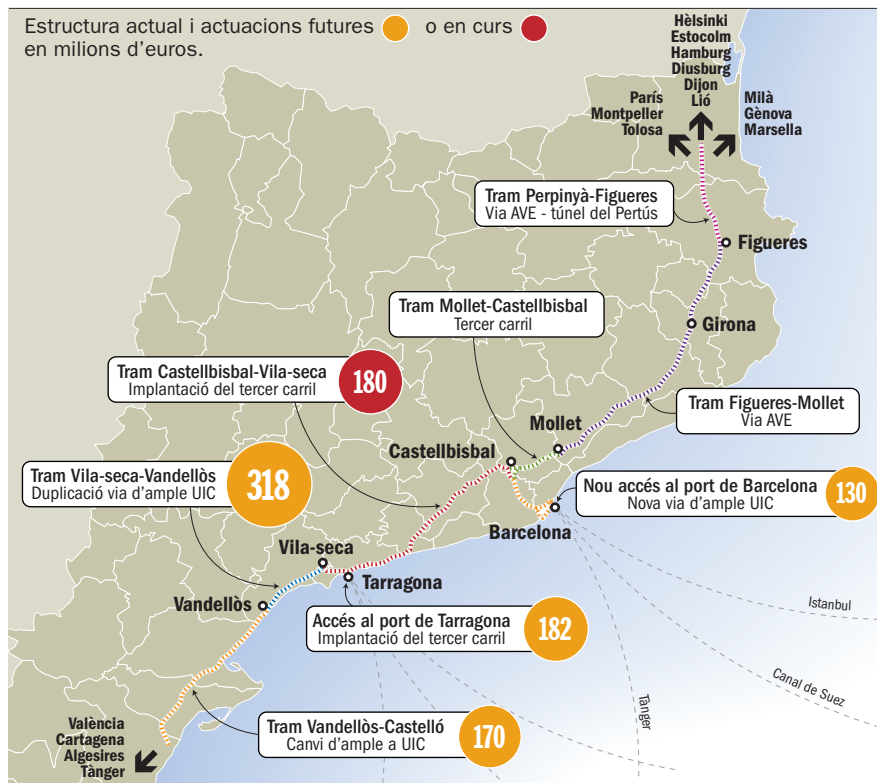 Estructura actual i actuacions futures o en curs
en milions d'euros.
Hèlsinki
Estocolm
Hamburg
Diusburg
Dijon
Lió
París
Montpeller
Tolosa
Milà
Gènova
Marsella
Tram Perpinyà-Figueres
Via AVE - túnel del Pertús
Figueres
Tram Mollet-Castellbisbal
Tercer carril
Girona
Tram Castellbisbal-Vila-seca
Implantació del tercer carril
180
Tram Figueres-Mollet
Via AVE
Mollet
Castellbisbal
Tram Vila-seca-Vandellòs
Duplicació via d'ample UIC
318
Nou accés al port de Barcelona
Nova via d'ample UIC
130
Barcelona
Vila-seca
Tarragona
Vandellòs
Istanbul
Accés al port de Tarragona
Implantació del tercer carril
182
Canal de Suez
Tànger
Tram Vandellòs-Castelló
Canvi d'ample a UIC
170
València
Cartagena
Algesires
Tànger